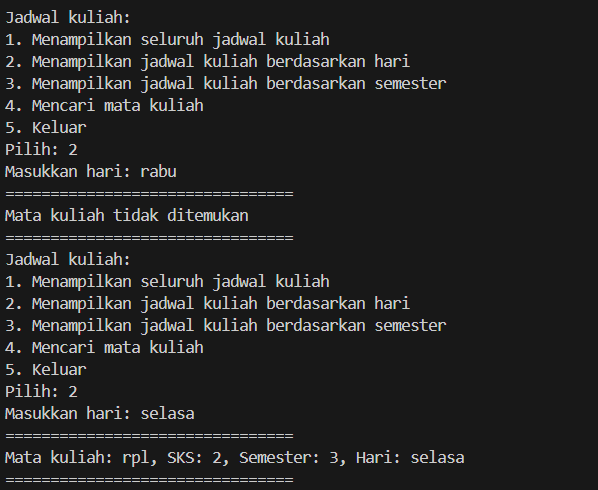 Jadwal kuliah:
1. Menampilkan seluruh jadwal kuliah
2. Menampilkan jadwal kuliah berdasarkan hari
3. Menampilkan jadwal kuliah berdasarkan semester
4. Mencari mata kuliah
5. Keluar
Pilih: 2
Masukkan hari: rabu
================================
Mata kuliah tidak ditemukan
================================
Jadwal kuliah:
1. Menampilkan seluruh jadwal kuliah
2. Menampilkan jadwal kuliah berdasarkan hari
3. Menampilkan jadwal kuliah berdasarkan semester
4. Mencari mata kuliah
5. Keluar
Pilih: 2
Masukkan hari: selasa
================================
Mata kuliah: rpl, SKS: 2, Semester: 3, Hari: selasa
================================